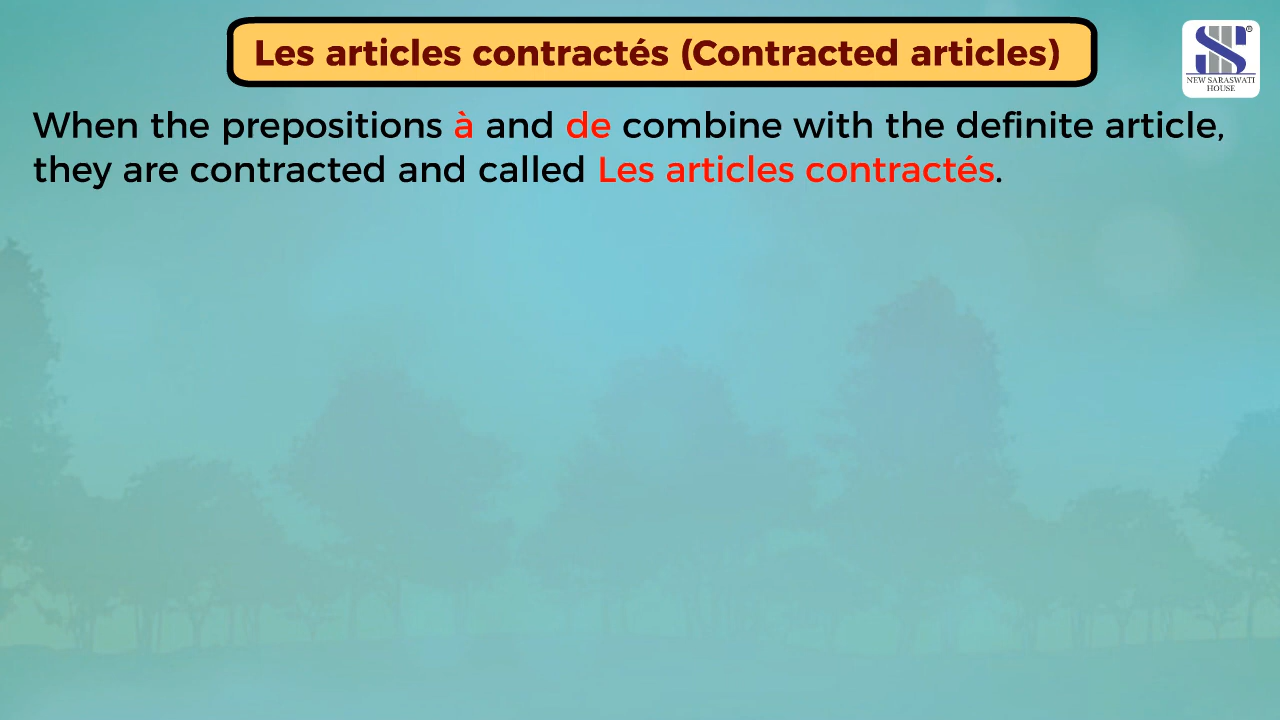 Les articles contractés (Contracted articles)
When the prepositions à and de combine with the definite article,
they are contracted and called Les articles contractés.
NEW SARASWATI
HOUSE